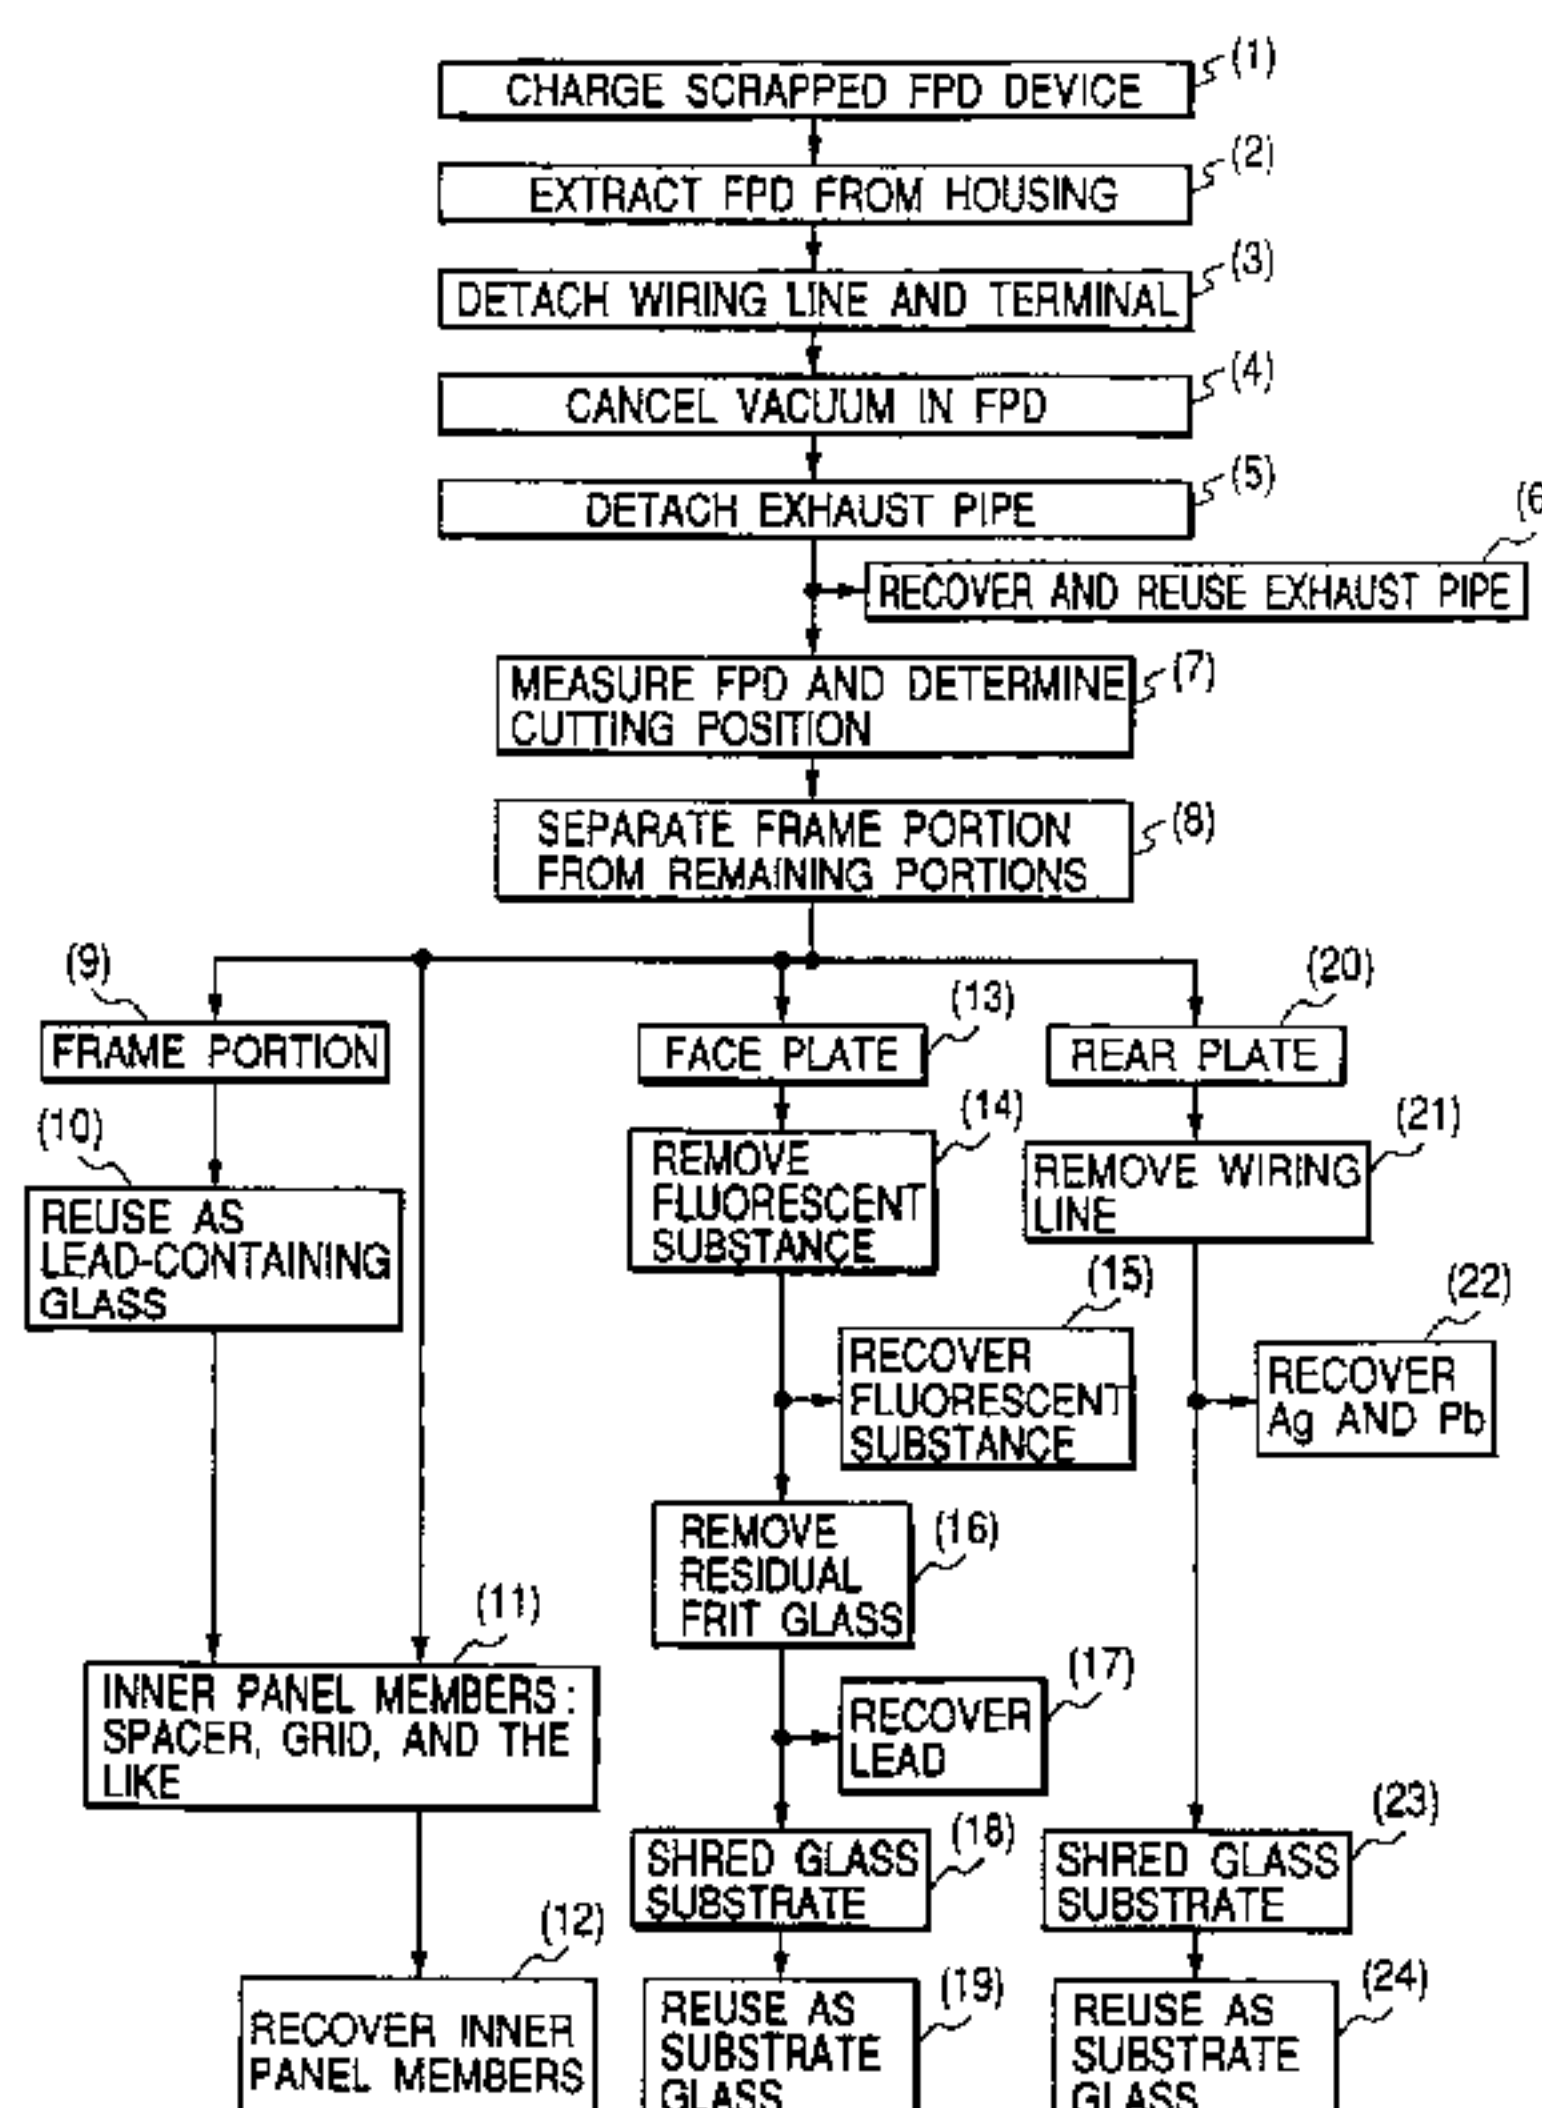 (1)
CHARGE SCRAPPED FPD DEVICE
(2)
EXTRACT FPD FROM HOUSING
(3)
DETACH WIRING LINE AND TERMINAL
(4)
CANCEL VACUUM IN FPD
(5)
DETACH EXHAUST PIPE
(6
RECOVER AND REUSE EXHAUST PIPE
(7)
MEASURE FPD AND DETERMINE
CUTTING POSITION
(8)
SEPARATE FRAME PORTION
FROM REMAINING PORTIONS
(9)
FRAME PORTION
(10)
REUSE AS
LEAD-CONTAINING
GLASS
(11)
INNER PANEL MEMBERS:
SPACER, GRID, AND THE
LIKE
(12)
RECOVER INNER
PANEL MEMBERS
(13)
FACE PLATE
(14)
REMOVE
FLUORESCENT
SUBSTANCE
(15)
RECOVER
FLUORESCENT
SUBSTANCE
(16)
REMOVE
RESIDUAL
FRIT GLASS
(17)
RECOVER
LEAD
(18)
SHRED GLASS
SUBSTRATE
(19)
REUSE AS
SUBSTRATE
GLASS
(20)
REAR PLATE
(21)
REMOVE WIRING
LINE
(22)
RECOVER
Ag AND Pb
(23)
SHRED GLASS
SUBSTRATE
(24)
REUSE AS
SUBSTRATE
GLASS